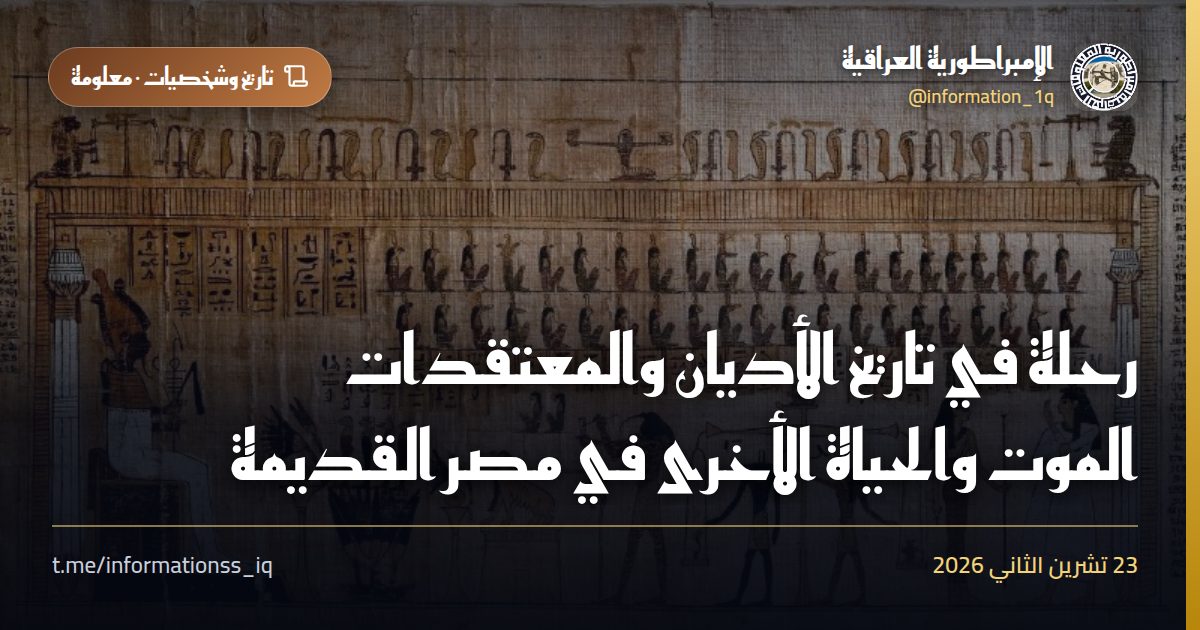 الإمبراطورية العراقية
@information_1q
تاريخ وشخصيات · معلومة
رحلة في تاريخ الأديان والمعتقدات
الموت والحياة الأخرى في مصر القديمة
23 تشرين الثاني 2026
t.me/informationss_iq